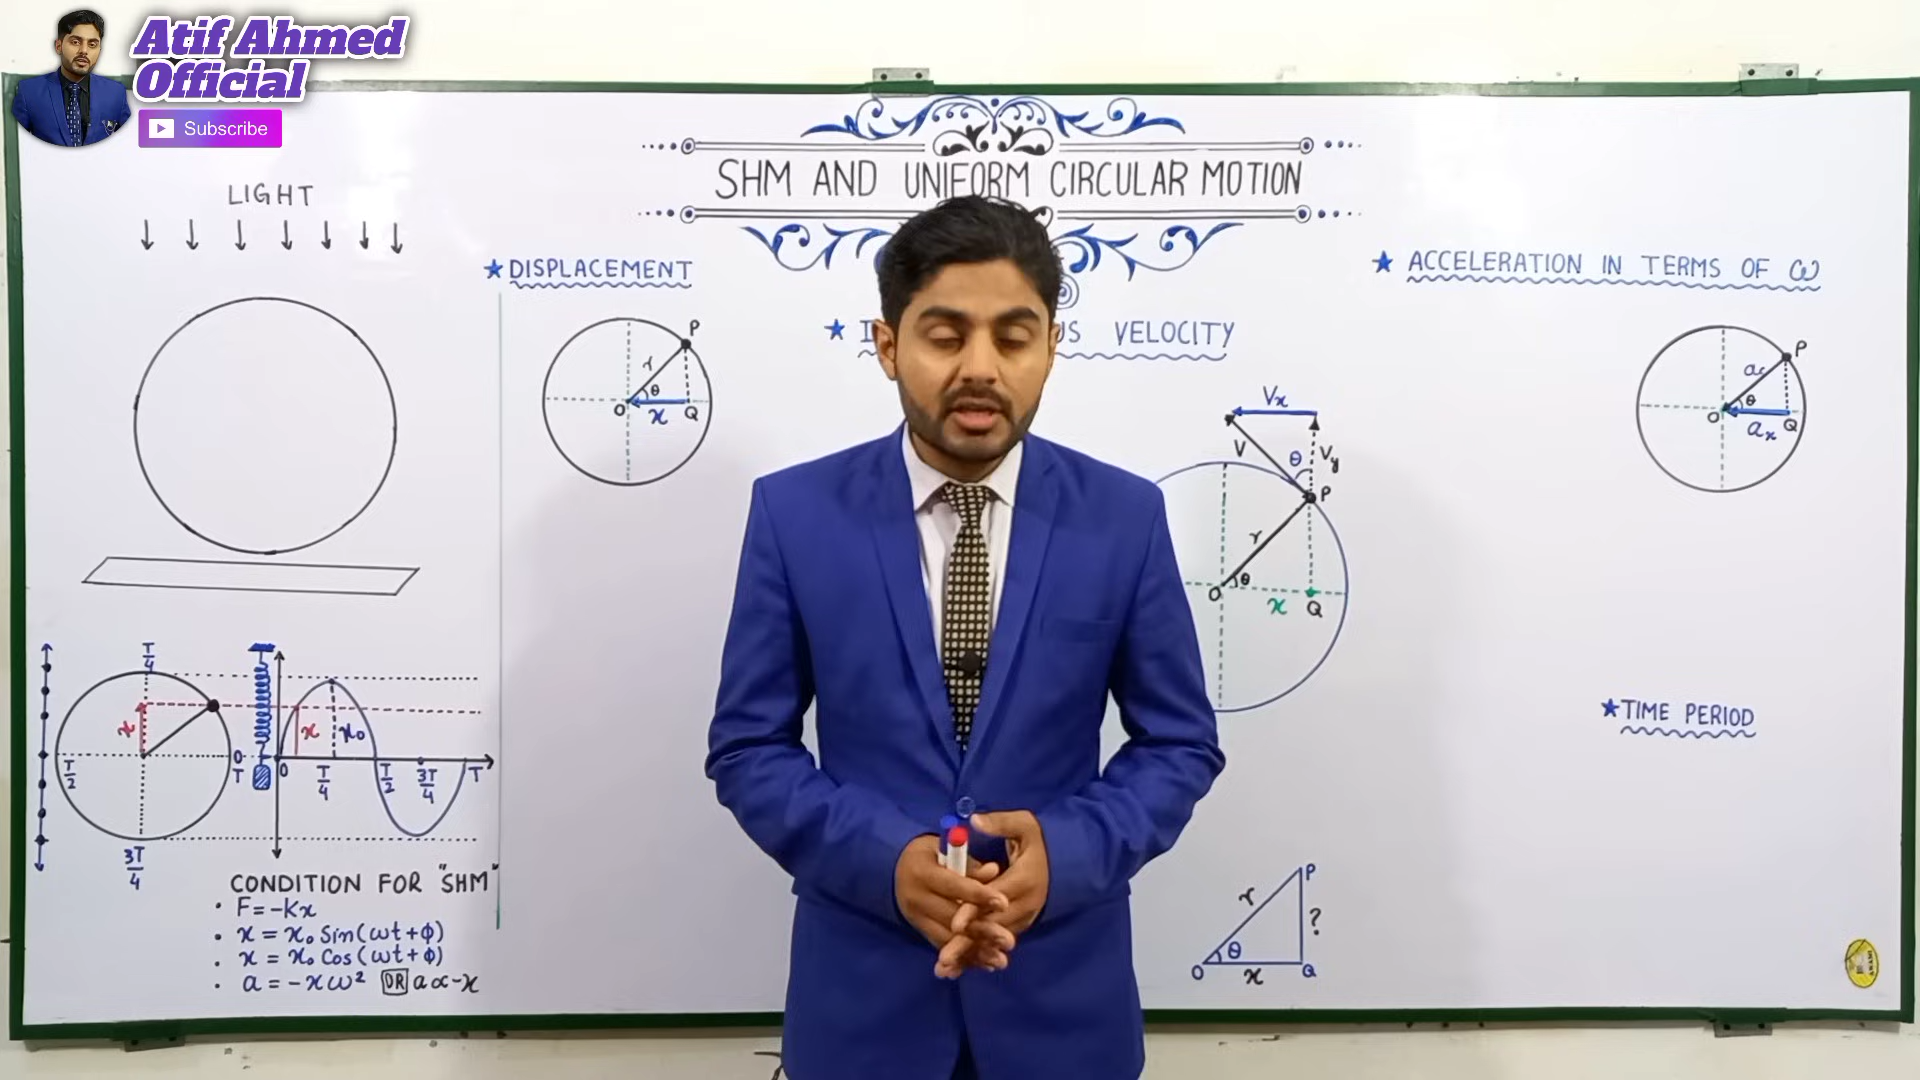 Atif Ahmed
Official
Subscribe
SHM AND UNIFORM CIRCULAR MOTION
LIGHT
★ DISPLACEMENT
P
r
θ
O
x
Q
VELOCITY
Vx
V
θ
Vy
P
r
O
θ
x
Q
★ ACCELERATION IN TERMS OF ω
P
ac
θ
O
ax
Q
★ TIME PERIOD
T/4
x
T/2
O
T
3T/4
x
x₀
O
T/4
T/2
3T/4
T
CONDITION FOR "SHM"
• F = -Kx
• x = x₀ Sin(ωt+ϕ)
• x = x₀ Cos(ωt+ϕ)
• a = -xω² OR a ∝ -x
P
r
?
θ
O
x
Q